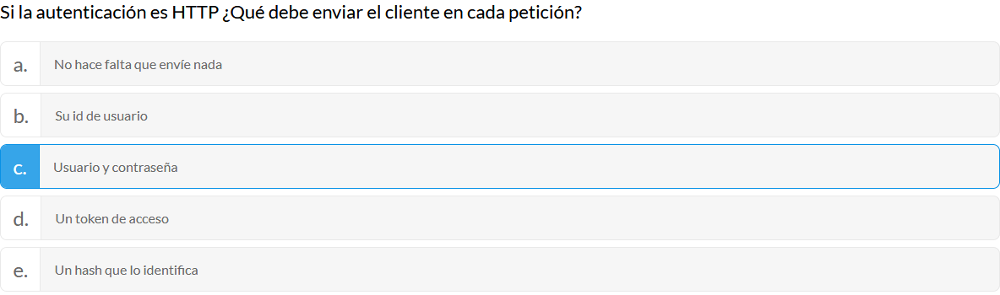 Si la autenticación es HTTP ¿Qué debe enviar el cliente en cada petición?
a. No hace falta que envíe nada
b. Su id de usuario
c. Usuario y contraseña
d. Un token de acceso
e. Un hash que lo identifica